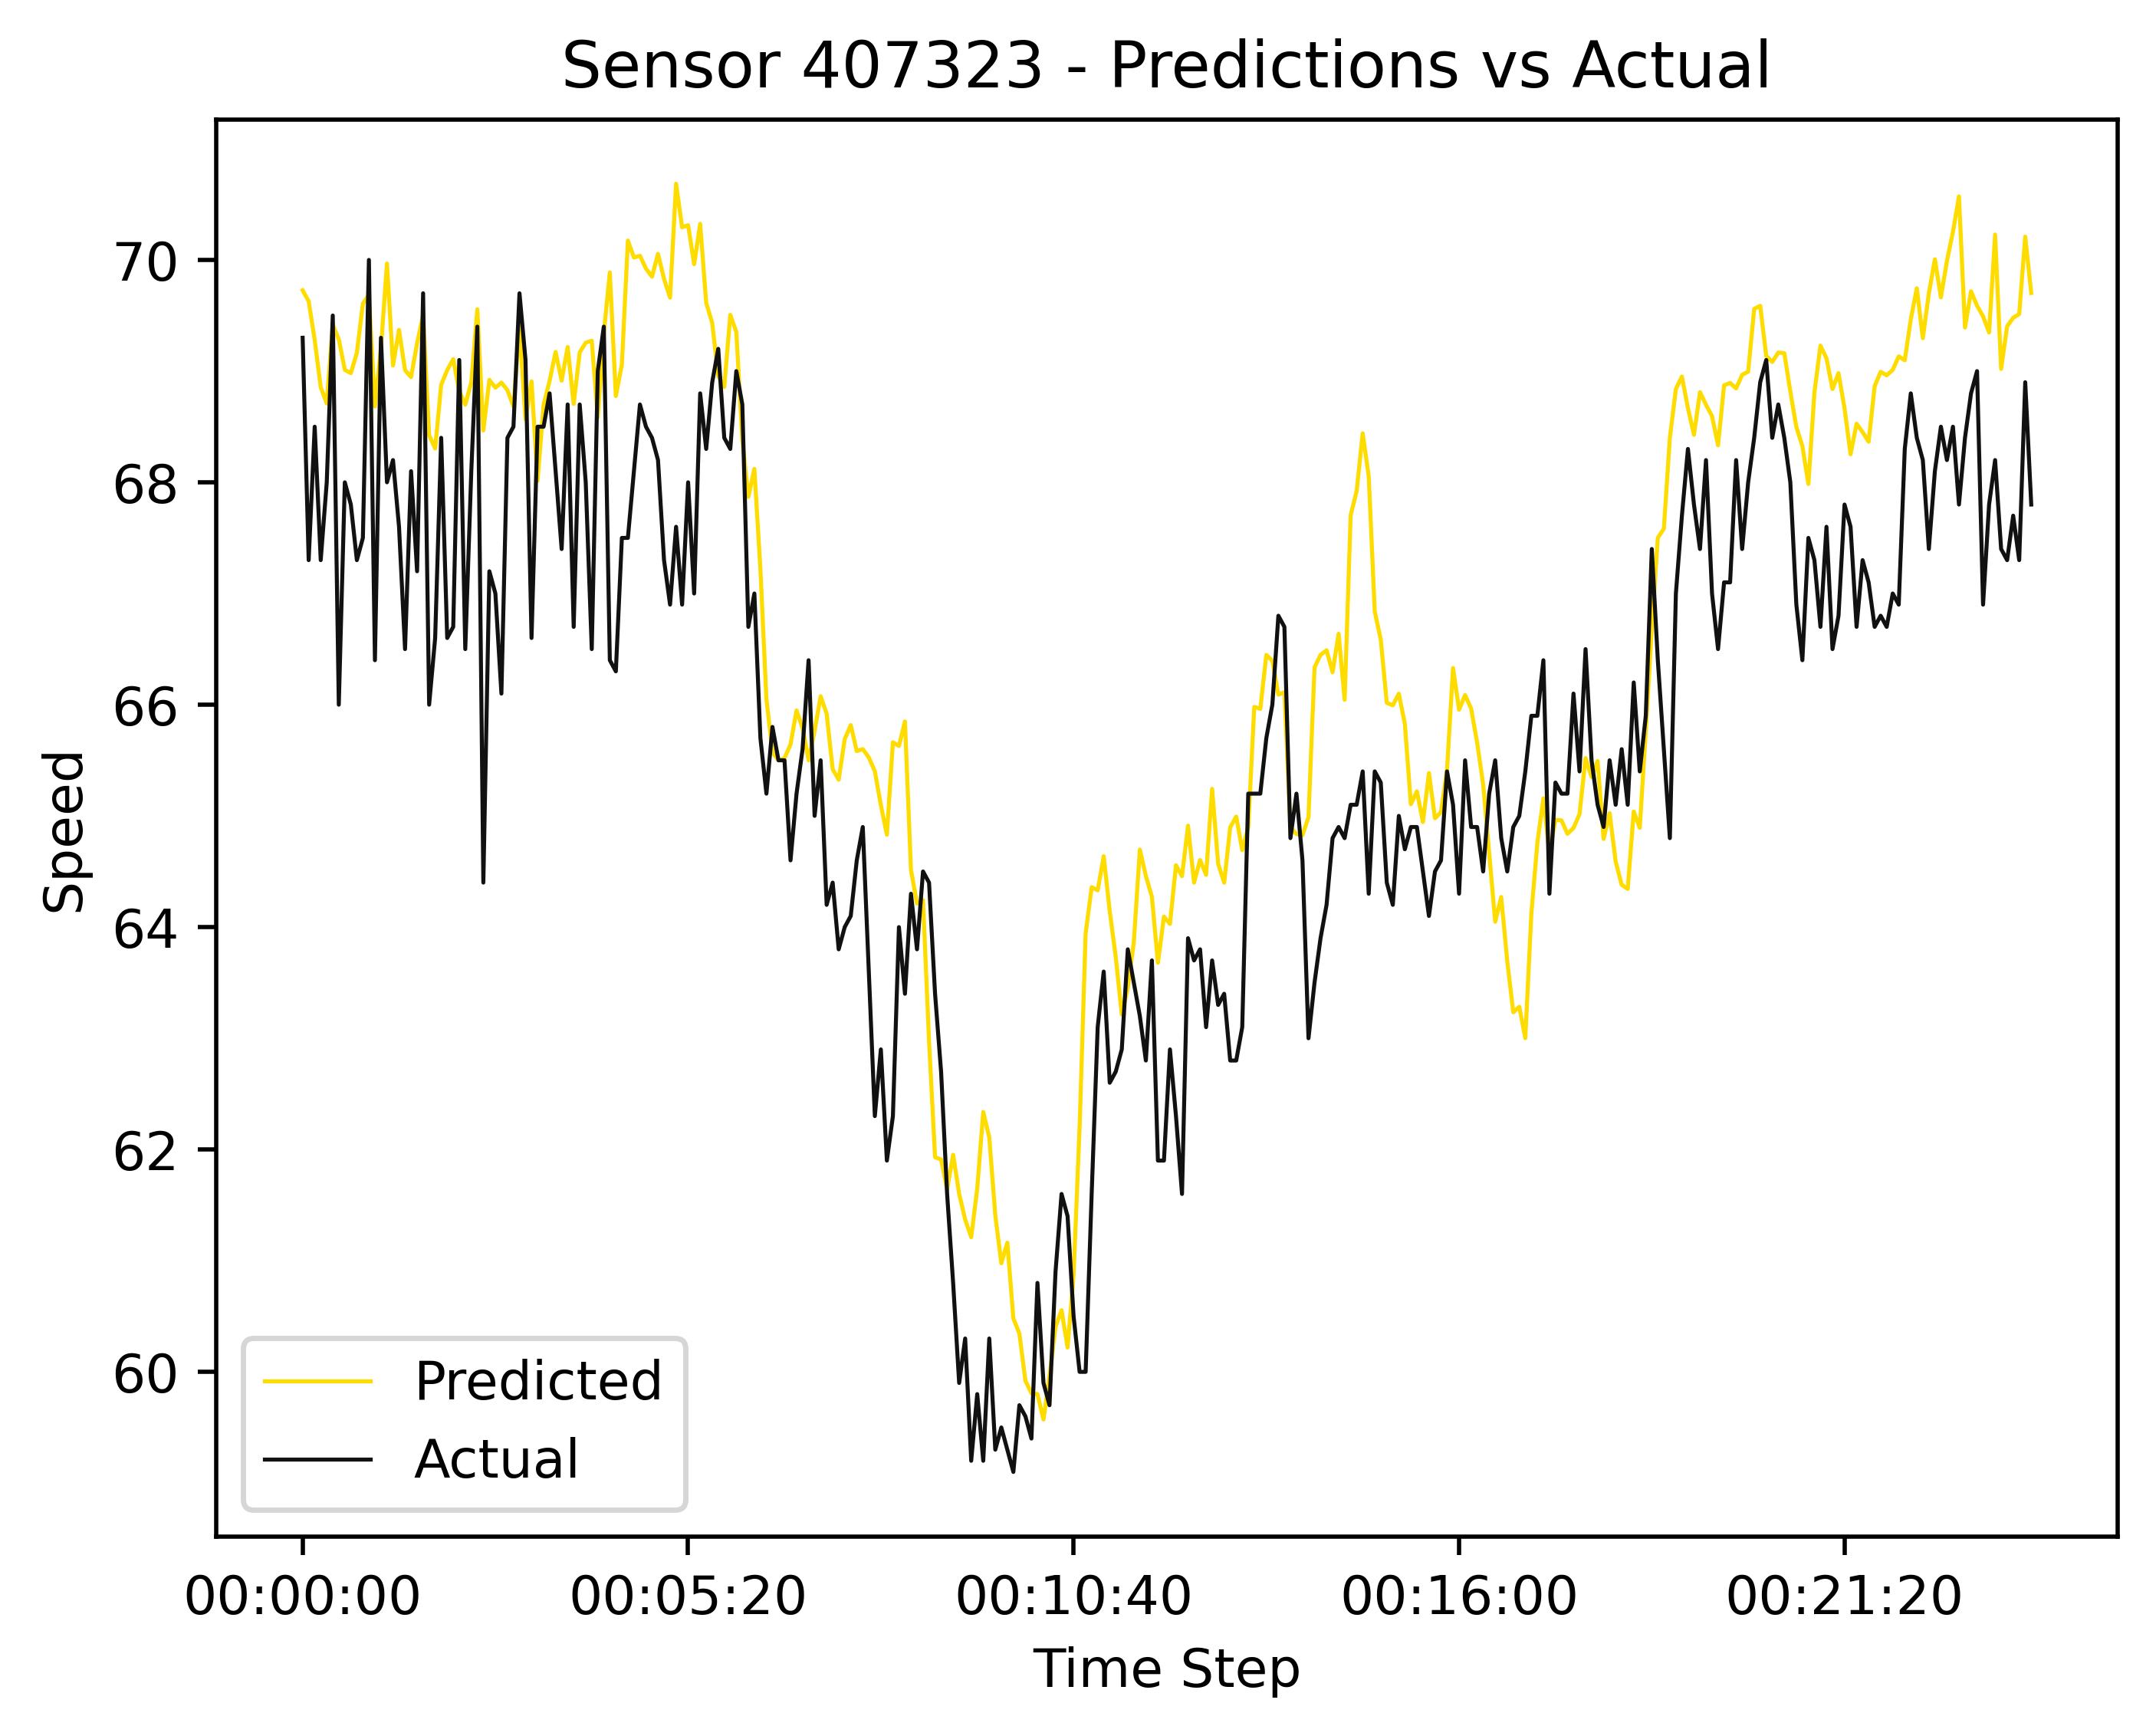 Sensor 407323 - Predictions vs Actual
70
68
66
64
62
60
Speed
Predicted
Actual
00:00:00 00:05:20 00:10:40 00:16:00 00:21:20
Time Step